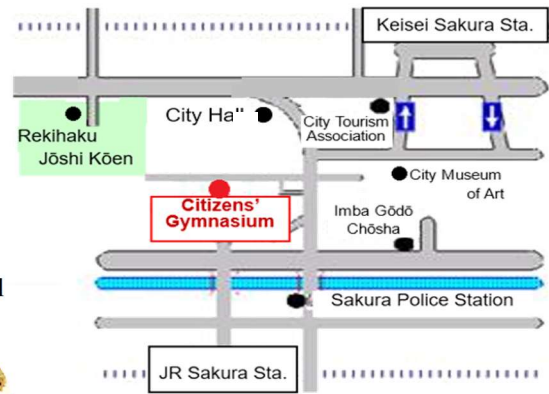 Keisei Sakura Sta.
City Ha
City Tourism
Association
Rekihaku
Jōshi Kōen
City Museum
of Art
Citizens'
Gymnasium
Imba Gōdō
Chōsha
Sakura Police Station
JR Sakura Sta.